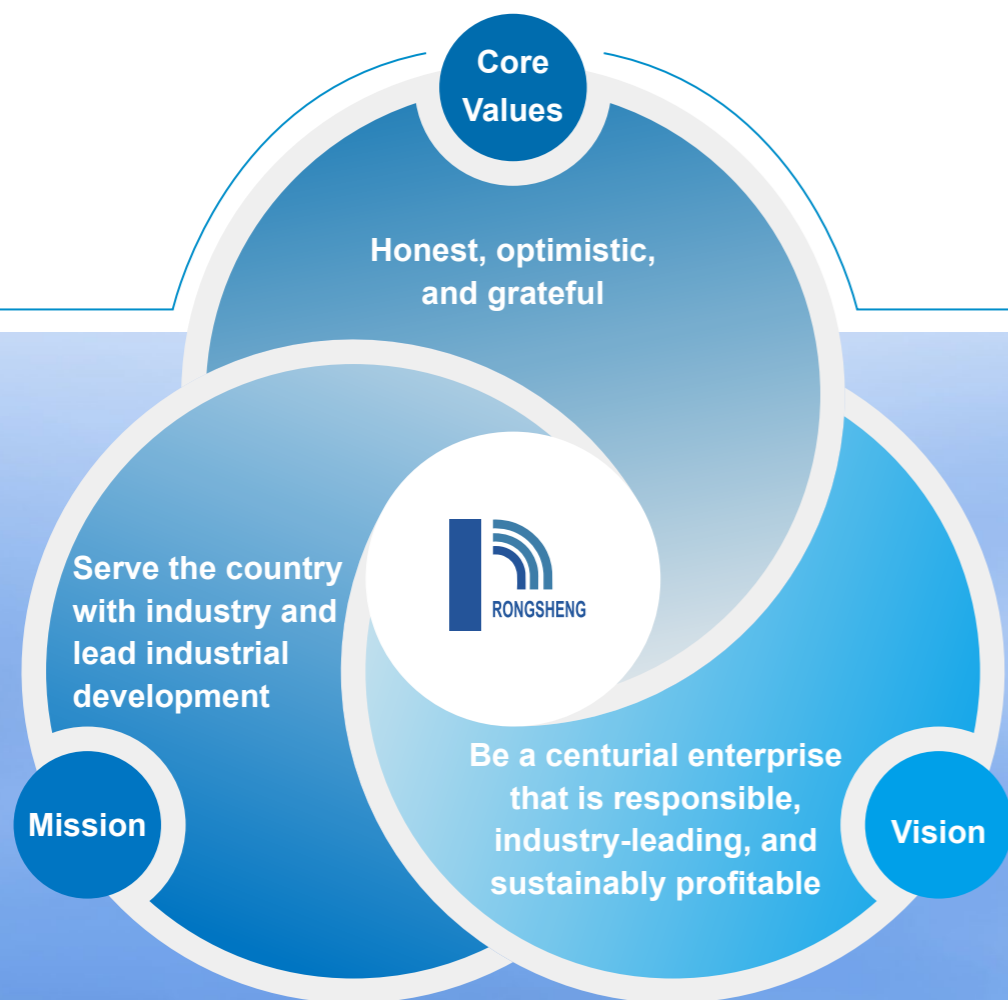 Core
Values
Honest, optimistic,
and grateful
Serve the country
with industry and
lead industrial
development
RONGSHENG
Be a centurial enterprise
that is responsible,
industry-leading, and
sustainably profitable
Mission
Vision